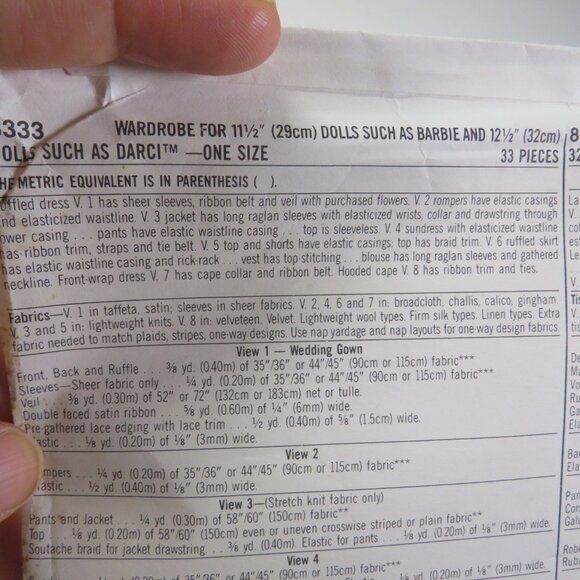 333 WARDROBE FOR 11½" (29cm) DOLLS SUCH AS BARBIE AND 12½" (32cm)
OLLS SUCH AS DARCI™ —ONE SIZE 33 PIECES
HE METRIC EQUIVALENT IS IN PARENTHESIS ( ).
uffled dress V. 1 has sheer sleeves, ribbon belt and veil with purchased flowers. V. 2 rompers have elastic casings
nd elasticized waistline. V. 3 jacket has long raglan sleeves with elasticized wrists, collar and drawstring through
ower casing . . . pants have elastic waistline casing . . . top is sleeveless. V. 4 sundress with elasticized waistline
has ribbon trim, straps and tie belt. V. 5 top and shorts have elastic casings; top has braid trim. V. 6 ruffled skirt
has elastic waistline casing and rick-rack . . . vest has top stitching . . . blouse has long raglan sleeves and gathered
neckline. Front-wrap dress V. 7 has cape collar and ribbon belt. Hooded cape V. 8 has ribbon trim and ties.
Fabrics—V. 1 in taffeta, satin; sleeves in sheer fabrics. V. 2, 4, 6 and 7 in: broadcloth, challis, calico, gingham.
V. 3 and 5 in: lightweight knits. V. 8 in: velveteen. Velvet. Lightweight wool types. Firm silk types. Linen types. Extra
fabric needed to match plaids, stripes, one-way designs. Use nap yardage and nap layouts for one-way design fabrics.
View 1 — Wedding Gown
Front, Back and Ruffle . . . ⅜ yd. (0.40m) of 35"/36" or 44"/45" (90cm or 115cm) fabric***
Sleeves—Sheer fabric only . . . ¼ yd. (0.20m) of 35"/36" or 44"/45" (90cm or 115cm) fabric***
Veil . . . ⅜ yd. (0.30m) of 52" or 72" (132cm or 183cm) net or tulle.
Double faced satin ribbon . . . ⅝ yd. (0.60m) of ¼" (6mm) wide.
Pre gathered lace edging with lace trim . . . ½ yd. (0.40m) of ⅝" (1.5cm) wide.
lastic . . . ⅛ yd. (0.20m) of ⅛" (3mm) wide.
View 2
mpers . . . ¼ yd. (0.20m) of 35"/36" or 44"/45" (90cm or 115cm) fabric***
lastic . . . ½ yd. (0.40m) of ⅛" (3mm) wide.
View 3—(Stretch knit fabric only)
Pants and Jacket . . . ¼ yd. (0.30m) of 58"/60" (150cm) fabric**
Top . . . ⅛ yd. (0.20m) of 58"/60" (150cm) even or uneven crosswise striped or plain fabric**
Soutache braid for jacket drawstring . . . ⅜ yd. (0.40m). Elastic for pants . . . ⅛ yd. (0.20m) of ⅛" (3mm) wide.
View 4
¼ yd. (0.20m) of 35"/36" or 44"/45" (90cm or 115cm) fabric***